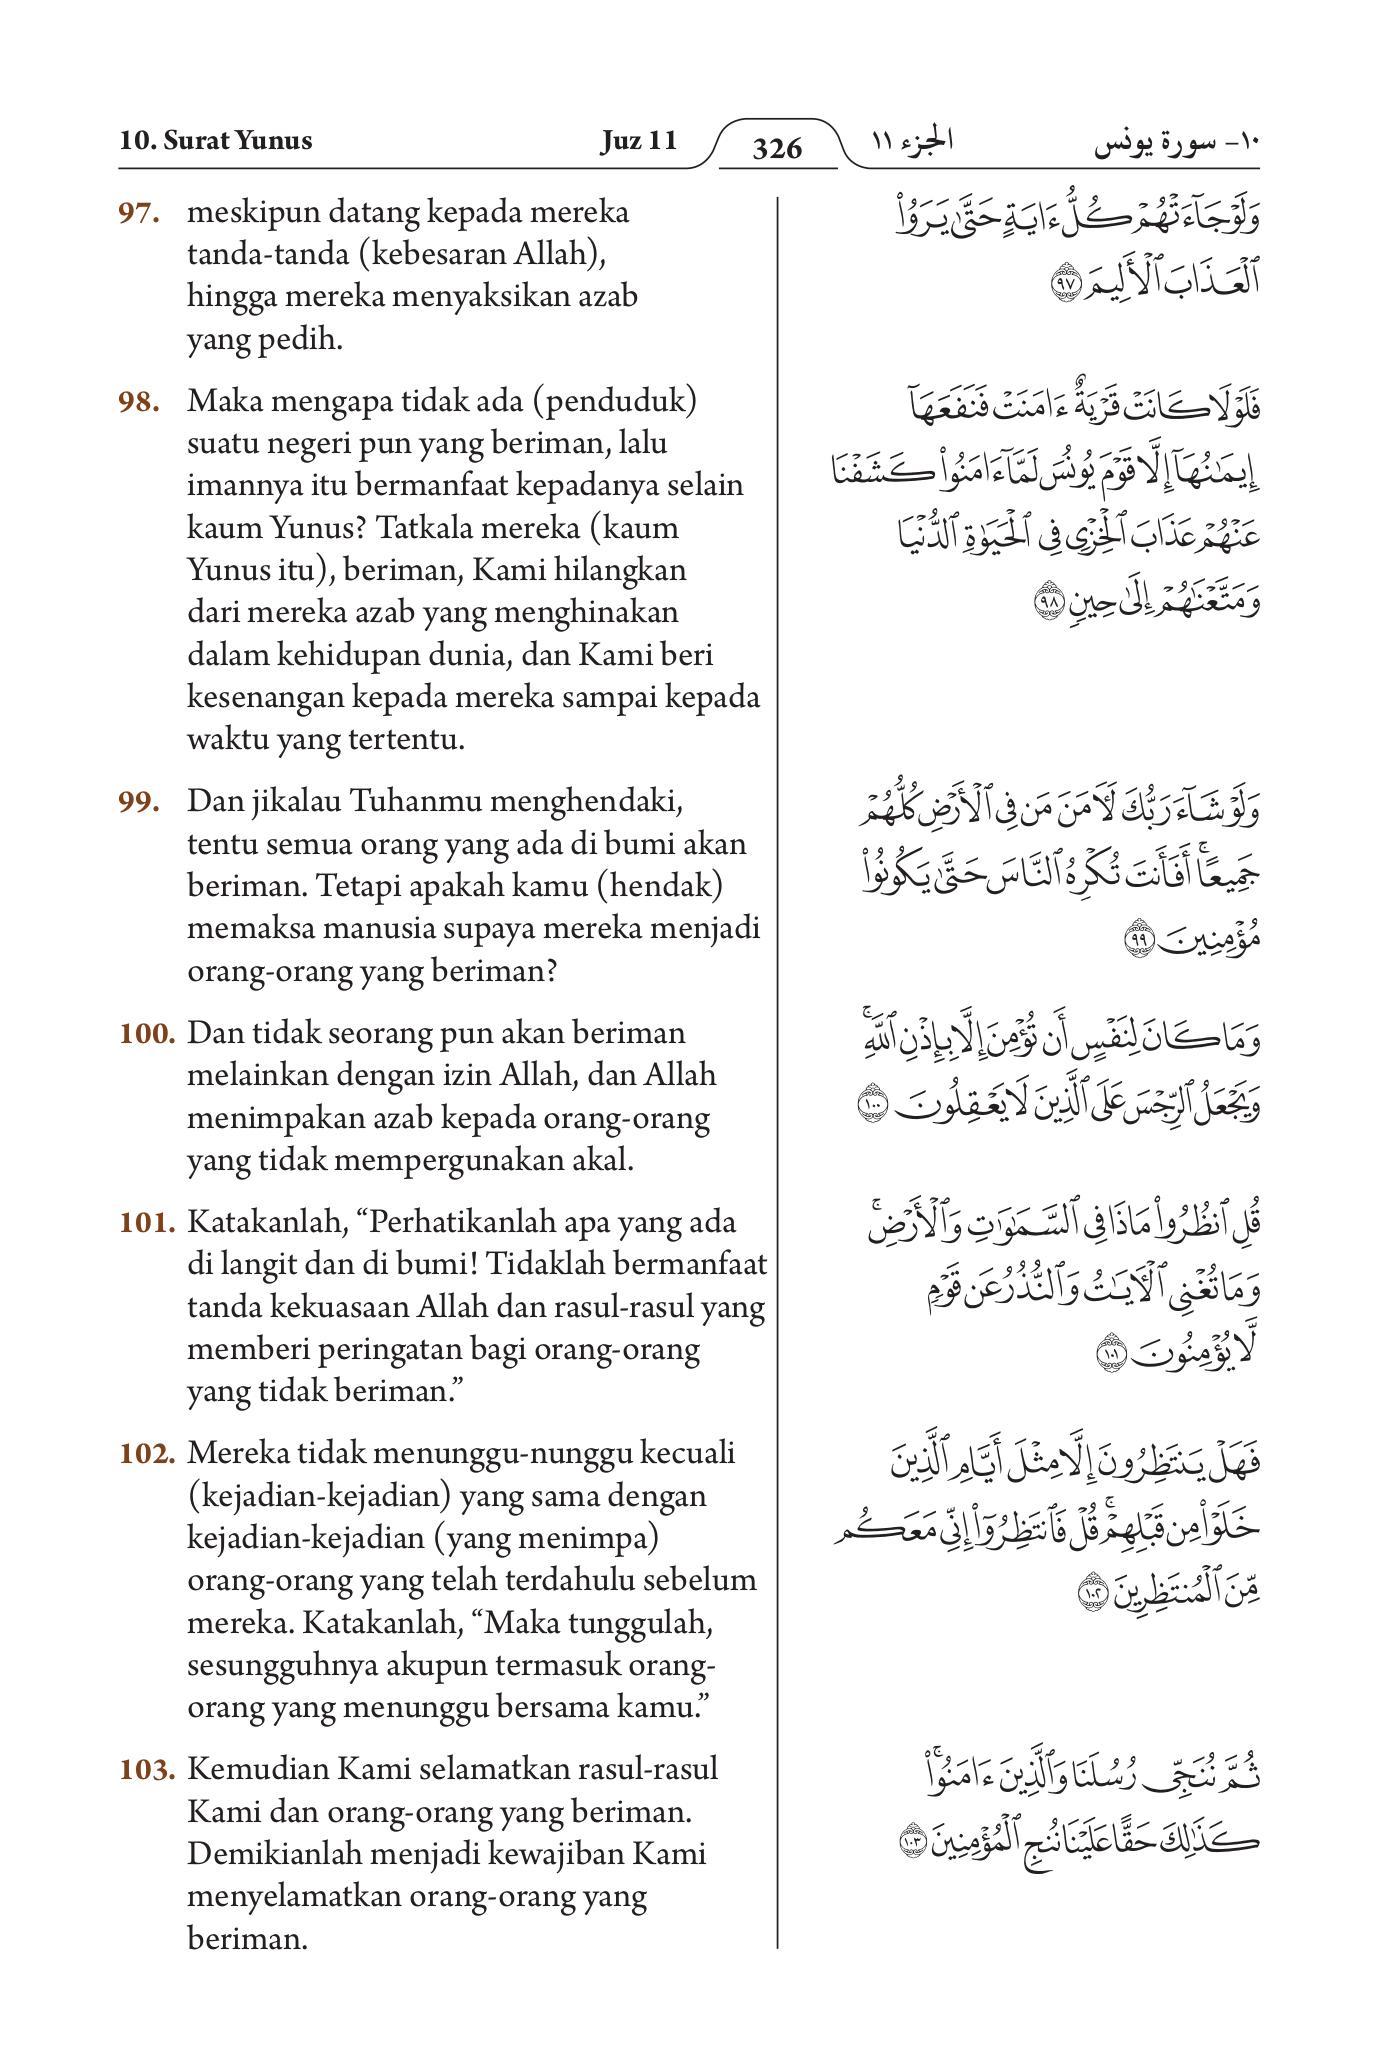 10. Surat Yunus
Juz 11
326
الجزء ١١
١٠- سورة يونس
97. meskipun datang kepada mereka
tanda-tanda (kebesaran Allah),
hingga mereka menyaksikan azab
yang pedih.
وَلَوۡ جَآءَتۡهُمۡ كُلُّ ءَايَةٍ حَتَّىٰ يَرَوُاْ
ٱلۡعَذَابَ ٱلۡأَلِيمَ ٩٧
98. Maka mengapa tidak ada (penduduk)
suatu negeri pun yang beriman, lalu
imannya itu bermanfaat kepadanya selain
kaum Yunus? Tatkala mereka (kaum
Yunus itu), beriman, Kami hilangkan
dari mereka azab yang menghinakan
dalam kehidupan dunia, dan Kami beri
kesenangan kepada mereka sampai kepada
waktu yang tertentu.
فَلَوۡلَا كَانَتۡ قَرۡيَةٌ ءَامَنَتۡ فَنَفَعَهَآ
إِيمَٰنُهَآ إِلَّا قَوۡمَ يُونُسَ لَمَّآ ءَامَنُواْ كَشَفۡنَا
عَنۡهُمۡ عَذَابَ ٱلۡخِزۡيِ فِي ٱلۡحَيَوٰةِ ٱلدُّنۡيَا
وَمَتَّعۡنَٰهُمۡ إِلَىٰ حِينٖ ٩٨
99. Dan jikalau Tuhanmu menghendaki,
tentu semua orang yang ada di bumi akan
beriman. Tetapi apakah kamu (hendak)
memaksa manusia supaya mereka menjadi
orang-orang yang beriman?
وَلَوۡ شَآءَ رَبُّكَ لَأٓمَنَ مَن فِي ٱلۡأَرۡضِ كُلُّهُمۡ
جَمِيعًاۚ أَفَأَنتَ تُكۡرِهُ ٱلنَّاسَ حَتَّىٰ يَكُونُواْ
مُؤۡمِنِينَ ٩٩
100. Dan tidak seorang pun akan beriman
melainkan dengan izin Allah, dan Allah
menimpakan azab kepada orang-orang
yang tidak mempergunakan akal.
وَمَا كَانَ لِنَفۡسٍ أَن تُؤۡمِنَ إِلَّا بِإِذۡنِ ٱللَّهِۚ
وَيَجۡعَلُ ٱلرِّجۡسَ عَلَى ٱلَّذِينَ لَا يَعۡقِلُونَ ١٠٠
101. Katakanlah, “Perhatikanlah apa yang ada
di langit dan di bumi! Tidaklah bermanfaat
tanda kekuasaan Allah dan rasul-rasul yang
memberi peringatan bagi orang-orang
yang tidak beriman.”
قُلِ ٱنظُرُواْ مَاذَا فِي ٱلسَّمَٰوَٰتِ وَٱلۡأَرۡضِۚ
وَمَا تُغۡنِي ٱلۡأٓيَٰتُ وَٱلنُّذُرُ عَن قَوۡمٖ
لَّا يُؤۡمِنُونَ ١٠١
102. Mereka tidak menunggu-nunggu kecuali
(kejadian-kejadian) yang sama dengan
kejadian-kejadian (yang menimpa)
orang-orang yang telah terdahulu sebelum
mereka. Katakanlah, “Maka tunggulah,
sesungguhnya akupun termasuk orang-
orang yang menunggu bersama kamu.”
فَهَلۡ يَنتَظِرُونَ إِلَّا مِثۡلَ أَيَّامِ ٱلَّذِينَ
خَلَوۡاْ مِن قَبۡلِهِمۡۚ قُلۡ فَٱنتَظِرُوٓاْ إِنِّي مَعَكُم
مِّنَ ٱلۡمُنتَظِرِينَ ١٠٢
103. Kemudian Kami selamatkan rasul-rasul
Kami dan orang-orang yang beriman.
Demikianlah menjadi kewajiban Kami
menyelamatkan orang-orang yang
beriman.
ثُمَّ نُنَجِّي رُسُلَنَا وَٱلَّذِينَ ءَامَنُواْۚ
كَذَٰلِكَ حَقًّا عَلَيۡنَا نُنجِ ٱلۡمُؤۡمِنِينَ ١٠٣